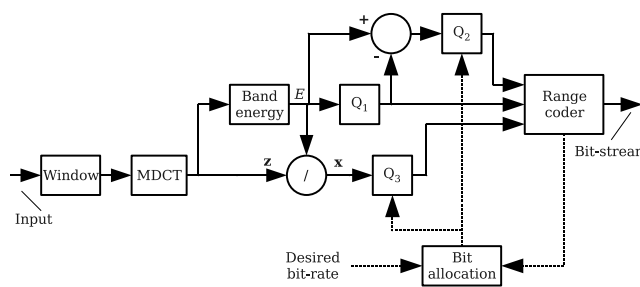 +
Q2
-
Band
energy
E
Q1
Range
coder
Bit-stream
z
x
Window
MDCT
/
Q3
Input
Desired
bit-rate
Bit
allocation